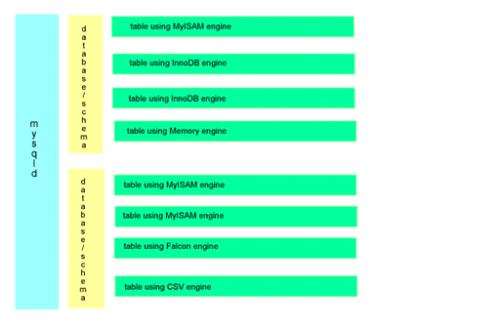 mysqld
database/schema
table using MyISAM engine
table using InnoDB engine
table using InnoDB engine
table using Memory engine
database/schema
table using MyISAM engine
table using MyISAM engine
table using Falcon engine
table using CSV engine